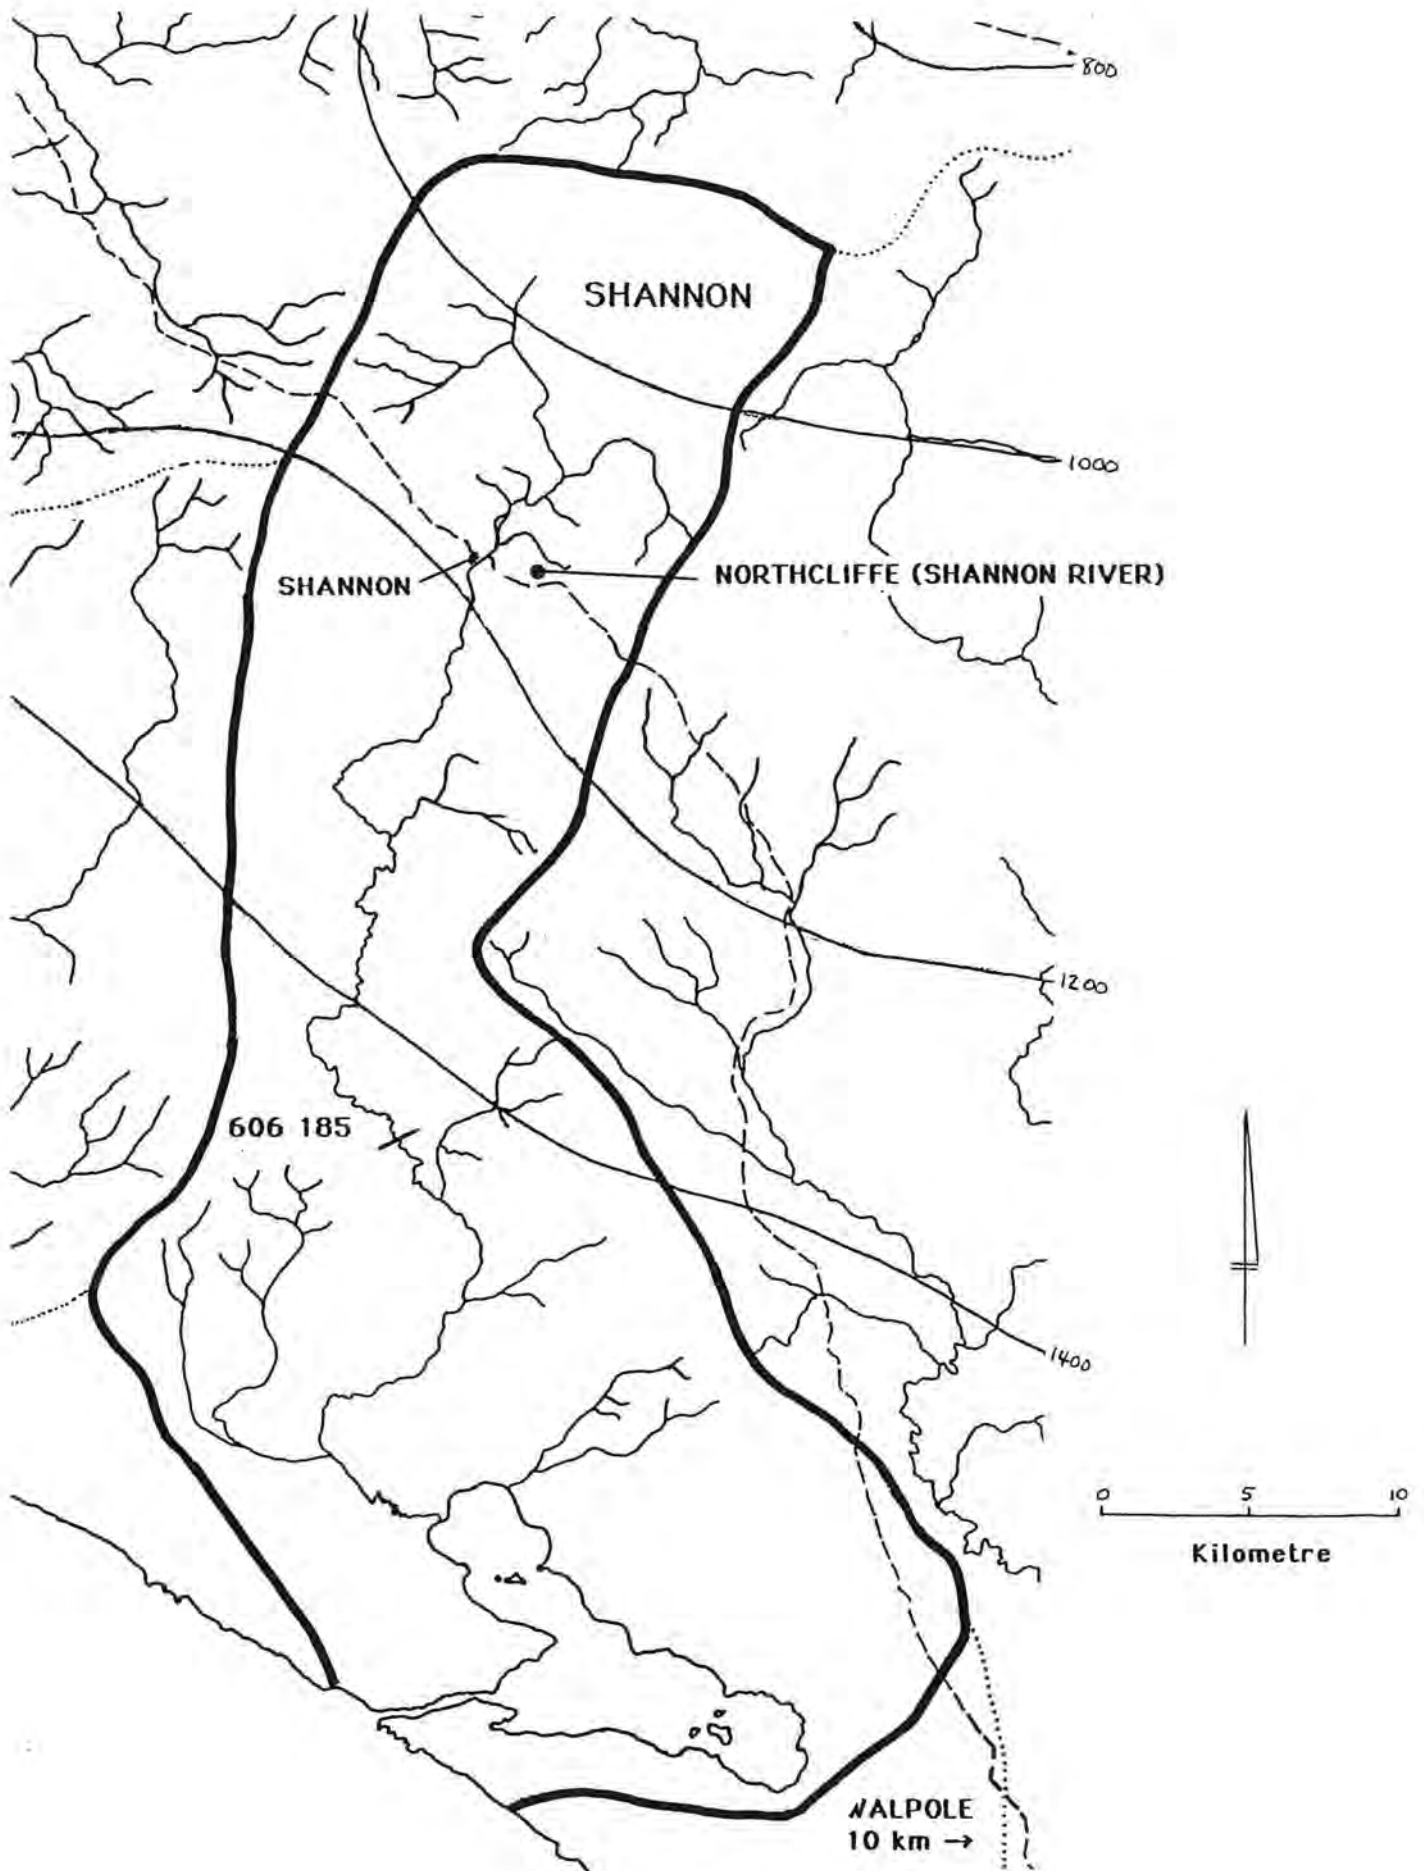 800
SHANNON
1000
SHANNON
NORTHCLIFFE (SHANNON RIVER)
1200
606 185
1400
0 5 10
Kilometre
WALPOLE
10 km →